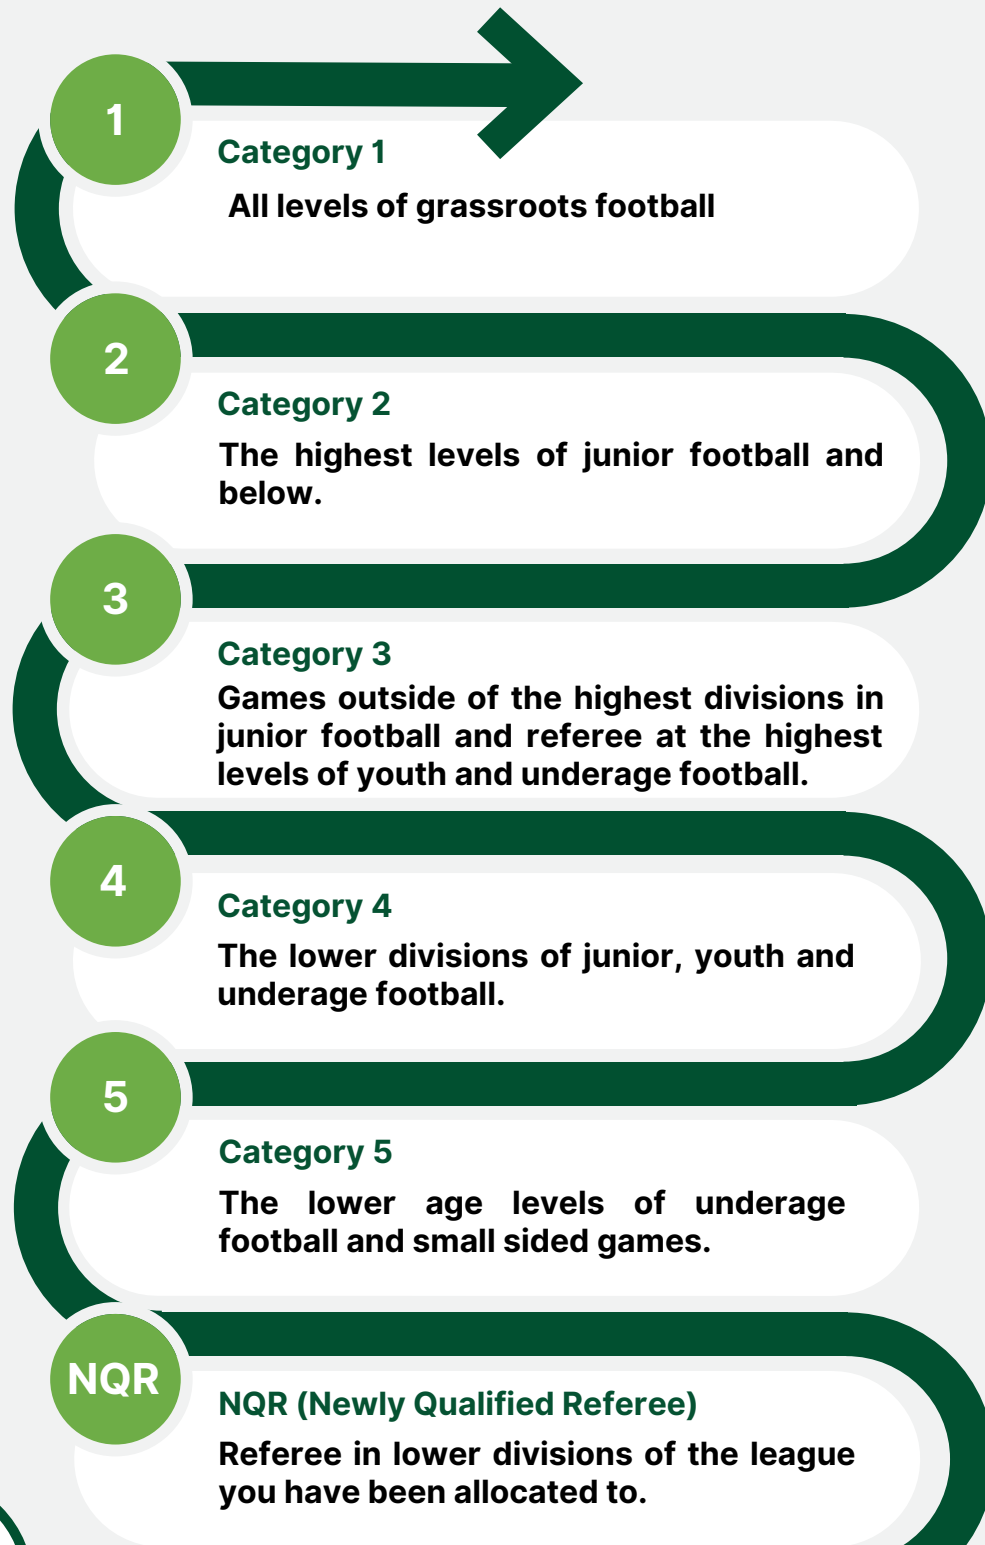 1
Category 1
All levels of grassroots football
2
Category 2
The highest levels of junior football and
below.
3
Category 3
Games outside of the highest divisions in
junior football and referee at the highest
levels of youth and underage football.
4
Category 4
The lower divisions of junior, youth and
underage football.
5
Category 5
The lower age levels of underage
football and small sided games.
NQR
NQR (Newly Qualified Referee)
Referee in lower divisions of the league
you have been allocated to.